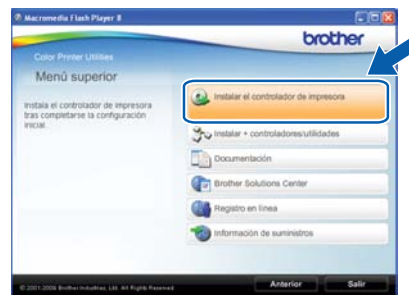 Macromedia Flash Player 8
brother
Color Printer Utilities
Menú superior
Instala el controlador de impresora
tras completarse la configuración
inicial.
Instalar el controlador de impresora
Instalar + controladores/utilidades
Documentación
Brother Solutions Center
Registro en línea
Información de suministros
© 2001-2006 Brother Industries, Ltd. All Rights Reserved
Anterior
Salir